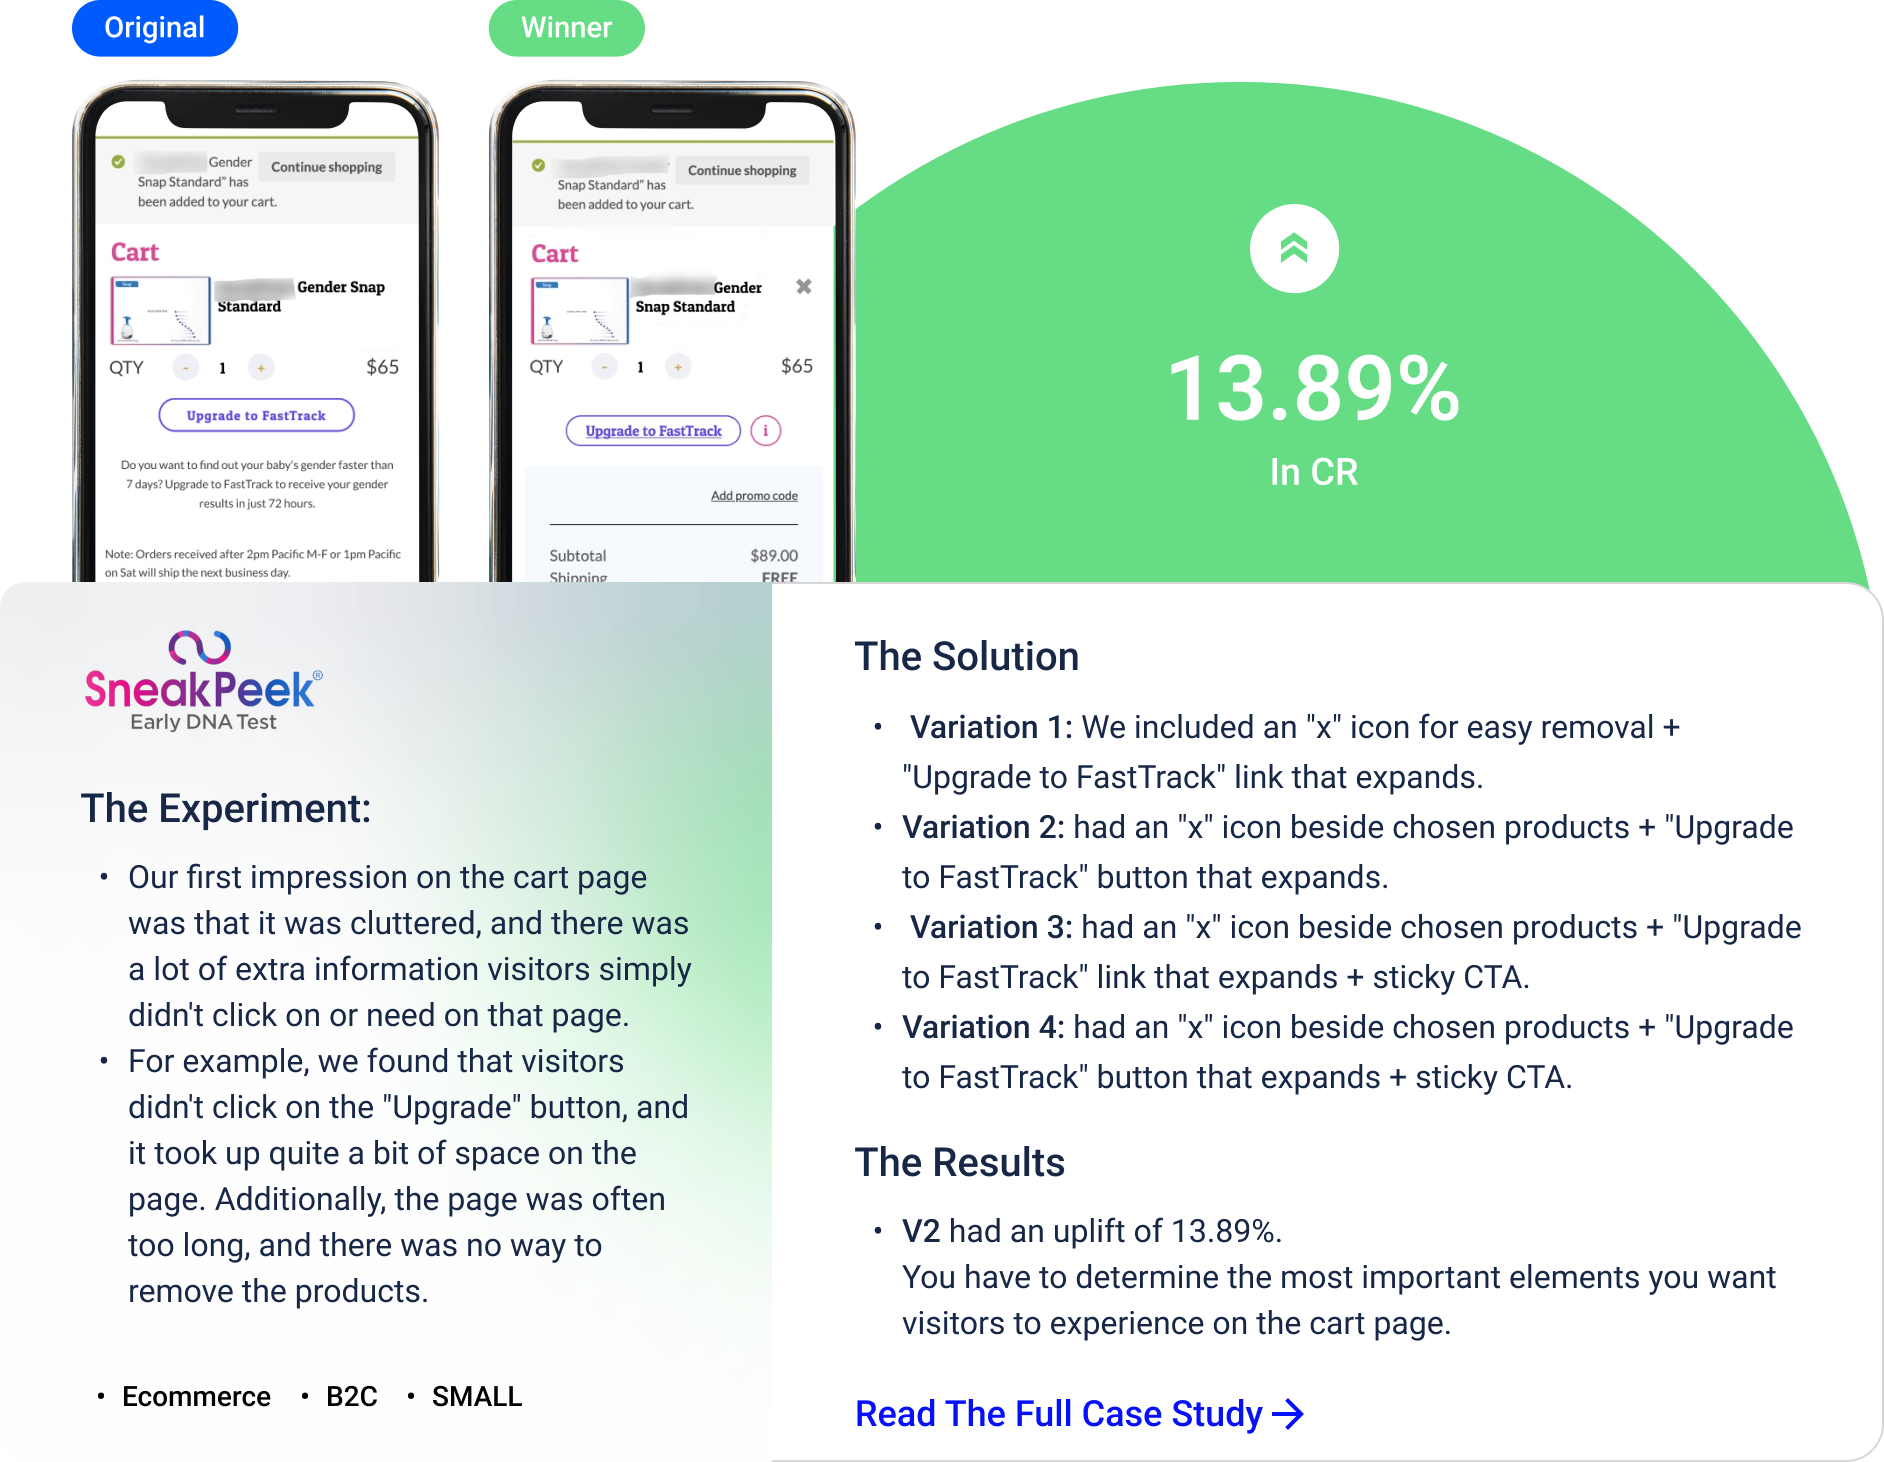 Original
Winner
Gender
Snap Standard" has
been added to your cart.
Continue shopping
Cart
Gender Snap
Standard
QTY - 1 + $65
Upgrade to FastTrack
Do you want to find out your baby's gender faster than
7 days? Upgrade to FastTrack to receive your gender
results in just 72 hours.
Note: Orders received after 2pm Pacific M-F or 1pm Pacific
on Sat will ship the next business day.
Snap Standard" has
been added to your cart.
Continue shopping
Cart
Gender
Snap Standard
QTY - 1 + $65
Upgrade to FastTrack i
Add promo code
Subtotal $89.00
Shipping FREE
13.89%
In CR
SneakPeek®
Early DNA Test
The Experiment:
• Our first impression on the cart page
was that it was cluttered, and there was
a lot of extra information visitors simply
didn't click on or need on that page.
• For example, we found that visitors
didn't click on the "Upgrade" button, and
it took up quite a bit of space on the
page. Additionally, the page was often
too long, and there was no way to
remove the products.
• Ecommerce • B2C • SMALL
The Solution
• Variation 1: We included an "x" icon for easy removal +
"Upgrade to FastTrack" link that expands.
• Variation 2: had an "x" icon beside chosen products + "Upgrade
to FastTrack" button that expands.
• Variation 3: had an "x" icon beside chosen products + "Upgrade
to FastTrack" link that expands + sticky CTA.
• Variation 4: had an "x" icon beside chosen products + "Upgrade
to FastTrack" button that expands + sticky CTA.
The Results
• V2 had an uplift of 13.89%.
You have to determine the most important elements you want
visitors to experience on the cart page.
Read The Full Case Study →